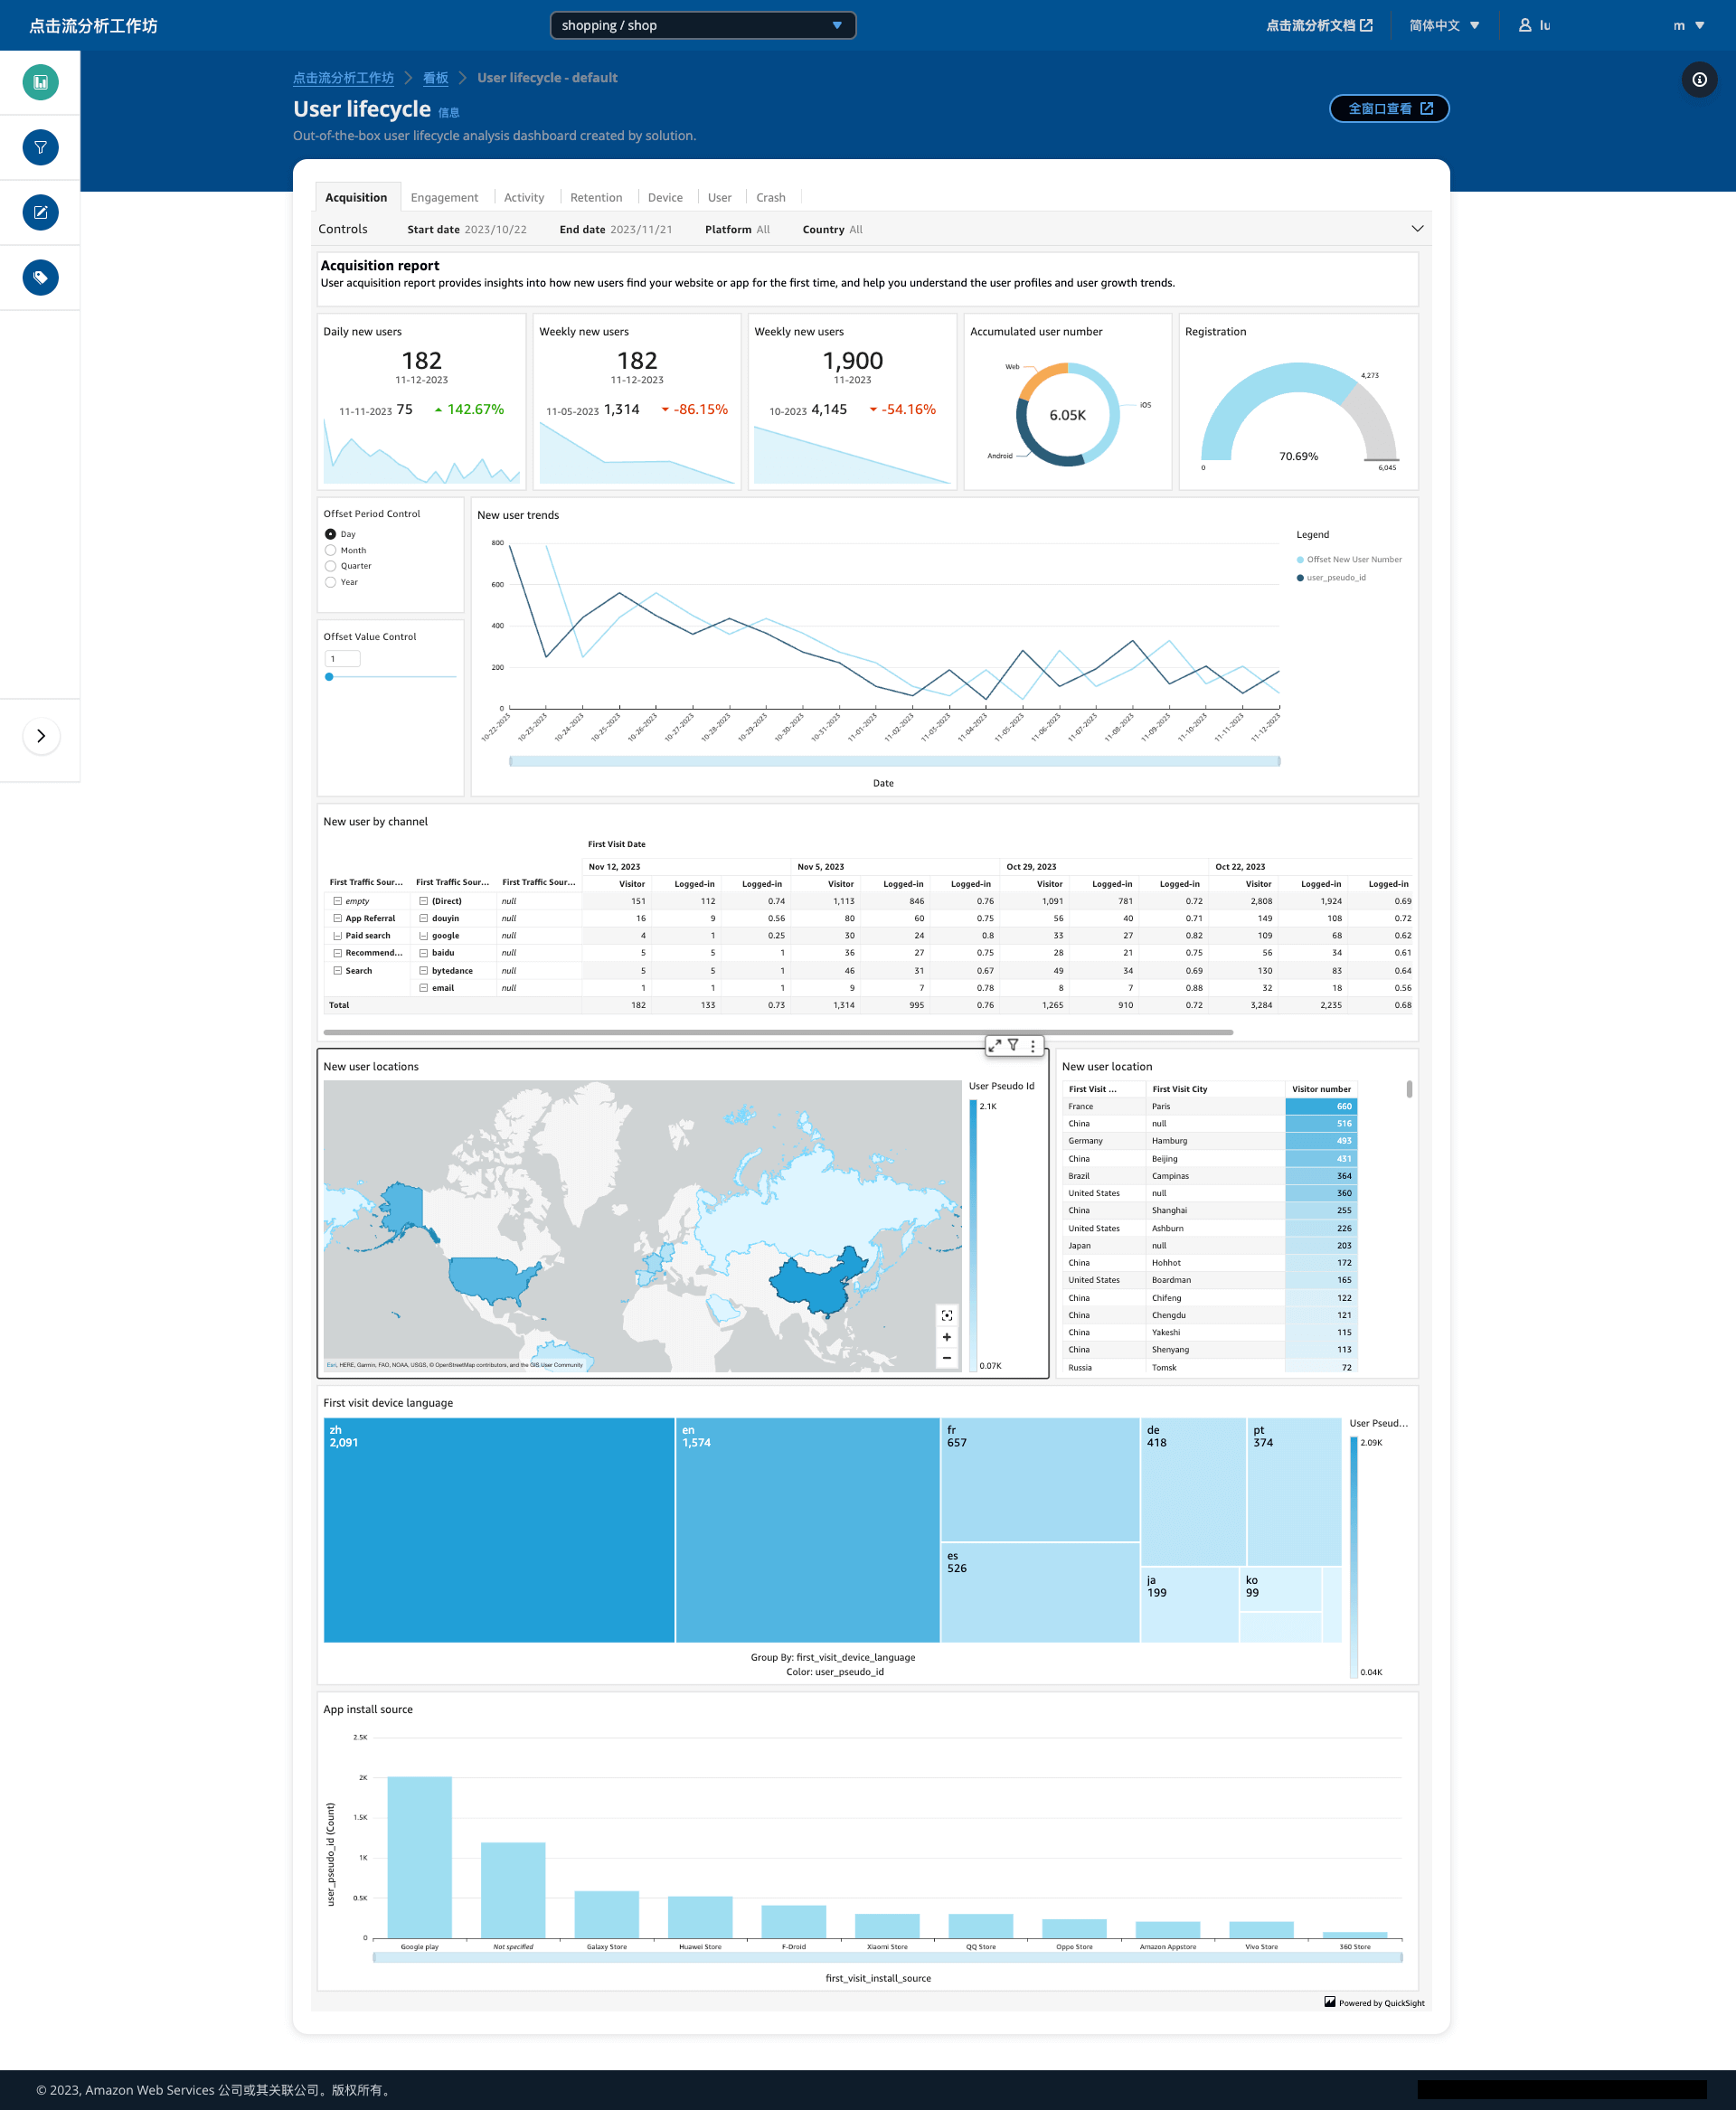 点击流分析工作坊
shopping / shop
点击流分析文档
简体中文
lu
m
点击流分析工作坊 看板 User lifecycle - default
User lifecycle 信息
全窗口查看
Out-of-the-box user lifecycle analysis dashboard created by solution.
Acquisition Engagement Activity Retention Device User Crash
Controls Start date 2023/10/22 End date 2023/11/21 Platform All Country All
Acquisition report
User acquisition report provides insights into how new users find your website or app for the first time, and help you understand the user profiles and user growth trends.
Daily new users
182
11-12-2023
11-11-2023 75 142.67%
Weekly new users
182
11-12-2023
11-05-2023 1,314 -86.15%
Weekly new users
1,900
11-2023
10-2023 4,145 -54.16%
Accumulated user number
Web
iOS
6.05K
Android
Registration
4,273
70.69%
0
6,045
Offset Period Control
Day
Month
Quarter
Year
Offset Value Control
1
New user trends
800
600
400
200
0
10-22-2023 10-23-2023 10-24-2023 10-25-2023 10-26-2023 10-27-2023 10-28-2023 10-29-2023 10-30-2023 10-31-2023 11-01-2023 11-02-2023 11-03-2023 11-04-2023 11-05-2023 11-06-2023 11-07-2023 11-08-2023 11-09-2023 11-10-2023 11-11-2023 11-12-2023
Date
Legend
Offset New User Number
user_pseudo_id
New user by channel
First Visit Date
Nov 12, 2023 Nov 5, 2023 Oct 29, 2023 Oct 22, 2023
First Traffic Sour... First Traffic Sour... First Traffic Sour... Visitor Logged-in Logged-in Visitor Logged-in Logged-in Visitor Logged-in Logged-in Visitor Logged-in Logged-in
empty (Direct) null 151 112 0.74 1,113 846 0.76 1,091 781 0.72 2,808 1,924 0.69
App Referral douyin null 16 9 0.56 80 60 0.75 56 40 0.71 149 108 0.72
Paid search google null 4 1 0.25 30 24 0.8 33 27 0.82 109 68 0.62
Recommend... baidu null 5 5 1 36 27 0.75 28 21 0.75 56 34 0.61
Search bytedance null 5 5 1 46 31 0.67 49 34 0.69 130 83 0.64
email null 1 1 1 9 7 0.78 8 7 0.88 32 18 0.56
Total 182 133 0.73 1,314 995 0.76 1,265 910 0.72 3,284 2,235 0.68
New user locations
User Pseudo Id
2.1K
0.07K
Esri, HERE, Garmin, FAO, NOAA, USGS, © OpenStreetMap contributors, and the GIS User Community
New user location
First Visit ... First Visit City Visitor number
France Paris 660
China null 516
Germany Hamburg 493
China Beijing 431
Brazil Campinas 364
United States null 360
China Shanghai 255
United States Ashburn 226
Japan null 203
China Hohhot 172
United States Boardman 165
China Chifeng 122
China Chengdu 121
China Yakeshi 115
China Shenyang 113
Russia Tomsk 72
First visit device language
zh
2,091
en
1,574
fr
657
es
526
de
418
pt
374
ja
199
ko
99
User Pseud...
2.09K
0.04K
Group By: first_visit_device_language
Color: user_pseudo_id
App install source
user_pseudo_id (Count)
2.5K
2K
1.5K
1K
0.5K
0
Google play Not specified Galaxy Store Huawei Store F-Droid Xiaomi Store QQ Store Oppo Store Amazon Appstore Vivo Store 360 Store
first_visit_install_source
Powered by QuickSight
© 2023, Amazon Web Services 公司或其关联公司。版权所有。